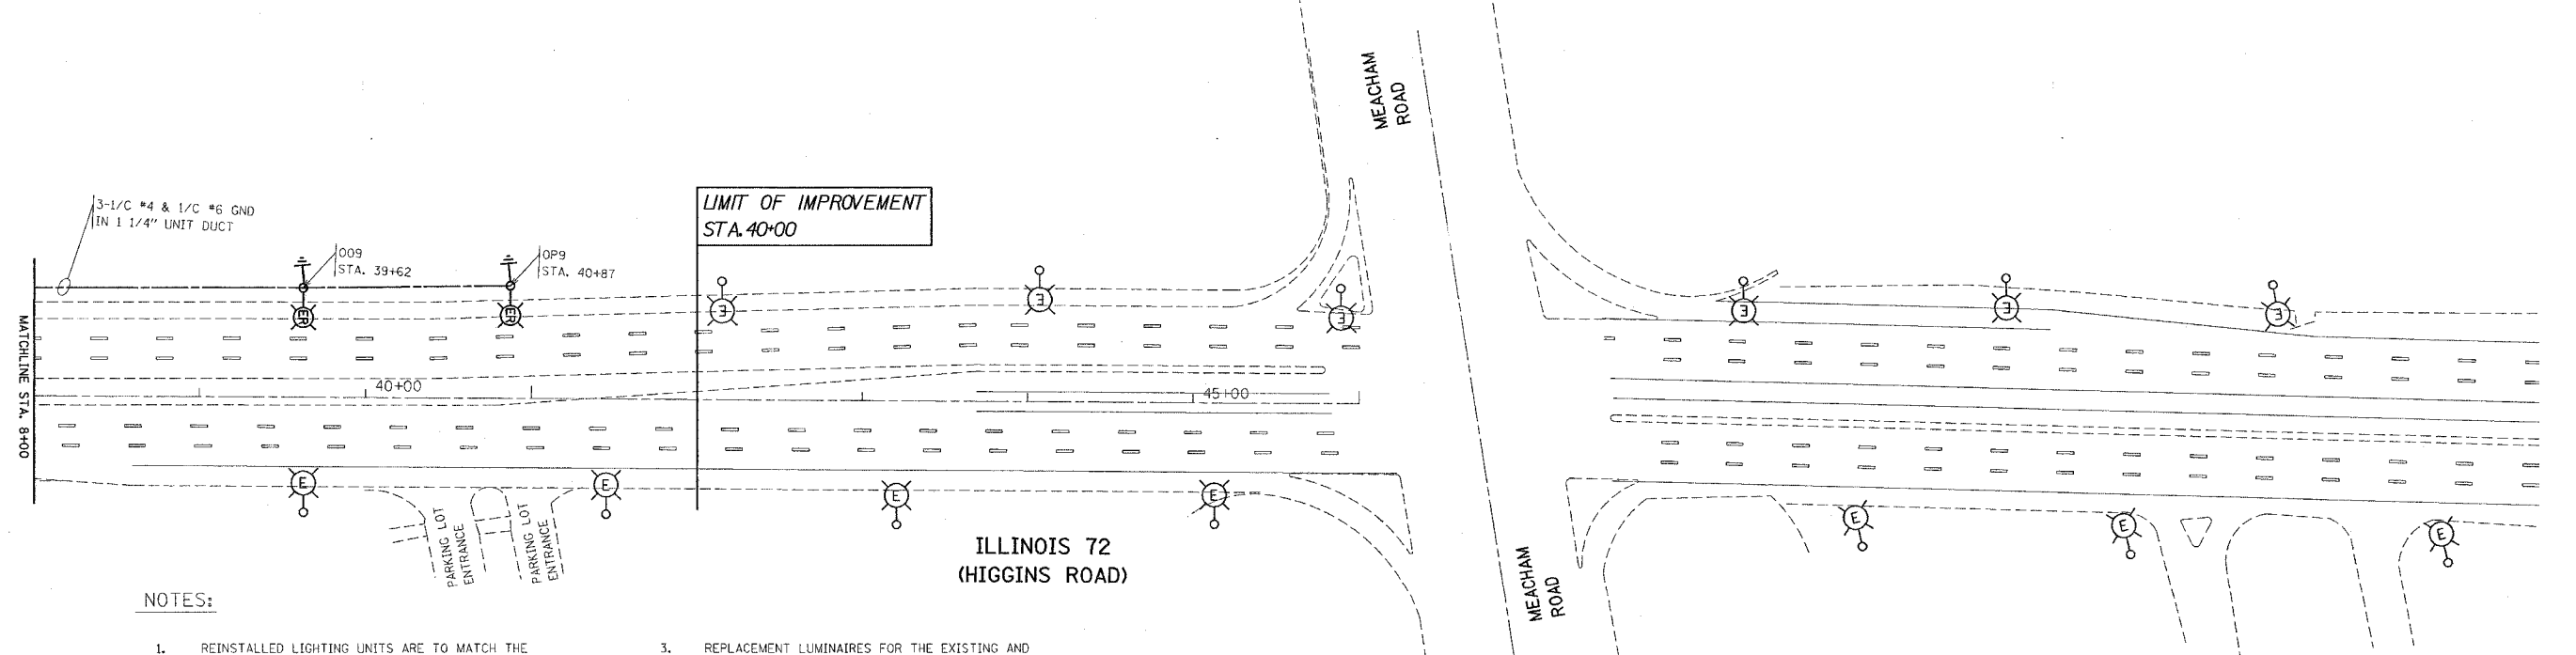 MEACHAM
ROAD
3-1/C #4 & 1/C #6 GND
IN 1 1/4" UNIT DUCT
LIMIT OF IMPROVEMENT
STA. 40+00
OO9
STA. 39+62
OP9
STA. 40+87
E
E
E
E
E
E
ER
ER
MATCHLINE STA. 8+00
40+00
45+00
E
E
E
E
E
E
E
PARKING LOT
ENTRANCE
PARKING LOT
ENTRANCE
ILLINOIS 72
(HIGGINS ROAD)
MEACHAM
ROAD
NOTES:
1. REINSTALLED LIGHTING UNITS ARE TO MATCH THE
3. REPLACEMENT LUMINAIRES FOR THE EXISTING AND